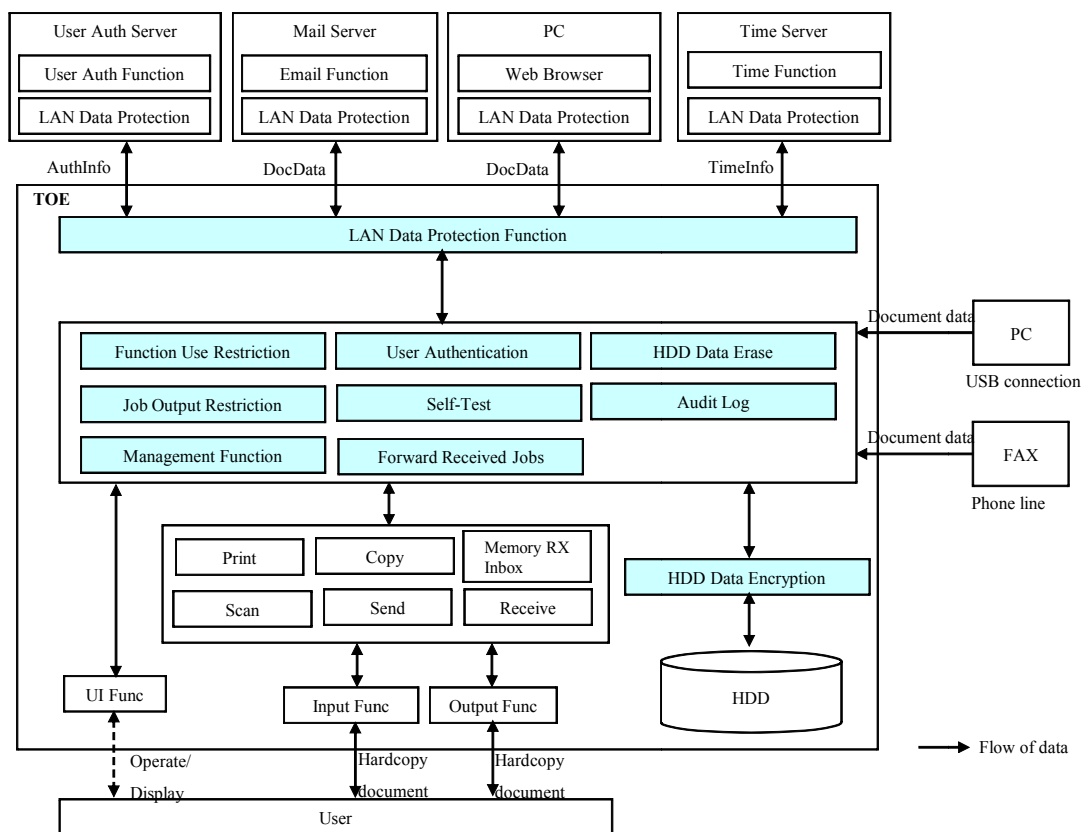 User Auth Server
Mail Server
PC
Time Server
User Auth Function
Email Function
Web Browser
Time Function
LAN Data Protection
LAN Data Protection
LAN Data Protection
LAN Data Protection
AuthInfo
DocData
DocData
TimeInfo
TOE
LAN Data Protection Function
Function Use Restriction
User Authentication
HDD Data Erase
Job Output Restriction
Self-Test
Audit Log
Management Function
Forward Received Jobs
Document data
PC
USB connection
Document data
FAX
Phone line
Print
Copy
Memory RX
Inbox
Scan
Send
Receive
HDD Data Encryption
HDD
UI Func
Input Func
Output Func
Flow of data
Operate/
Display
Hardcopy
document
Hardcopy
document
User